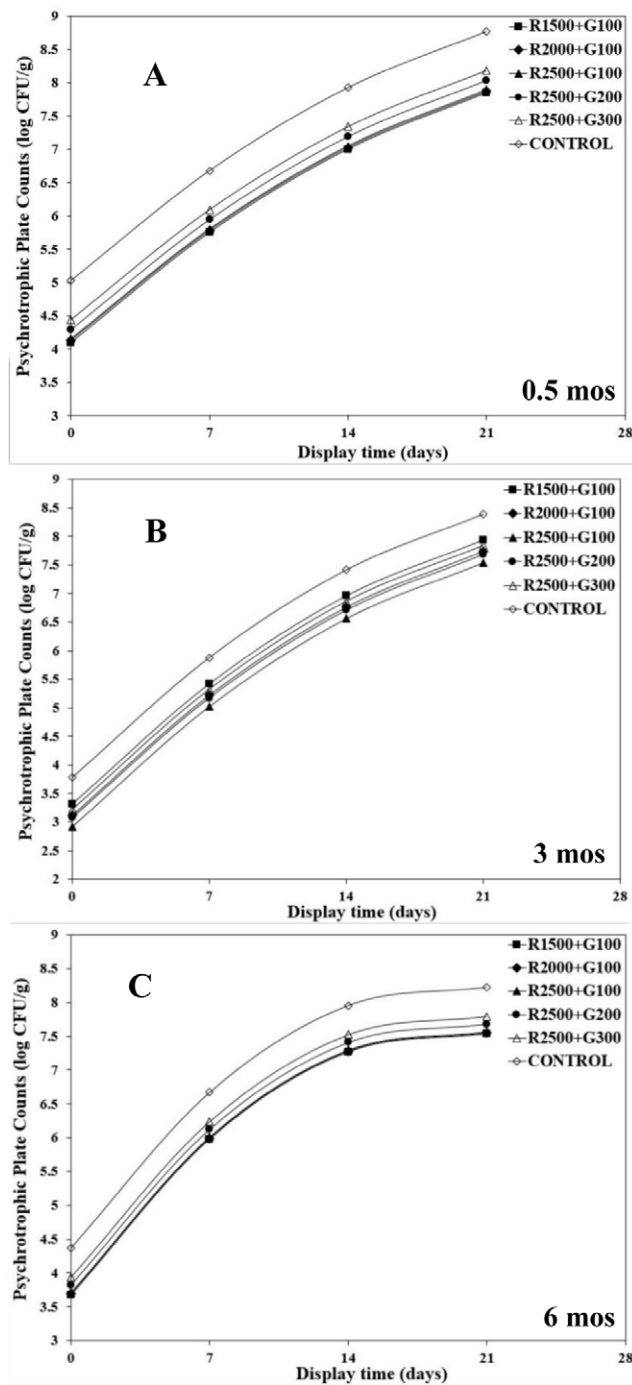 9
8.5
8
7.5
7
6.5
6
5.5
5
4.5
4
3.5
3
Psychrotrophic Plate Counts (log CFU/g)
A
R1500+G100
R2000+G100
R2500+G100
R2500+G200
R2500+G300
CONTROL
0.5 mos
0 7 14 21 28
Display time (days)
9
8.5
8
7.5
7
6.5
6
5.5
5
4.5
4
3.5
3
2.5
2
Psychrotrophic Plate Counts (log CFU/g)
B
R1500+G100
R2000+G100
R2500+G100
R2500+G200
R2500+G300
CONTROL
3 mos
0 7 14 21 28
Display time (days)
9
8.5
8
7.5
7
6.5
6
5.5
5
4.5
4
3.5
3
Psychrotrophic Plate Counts (log CFU/g)
C
R1500+G100
R2000+G100
R2500+G100
R2500+G200
R2500+G300
CONTROL
6 mos
0 7 14 21 28
Display time (days)